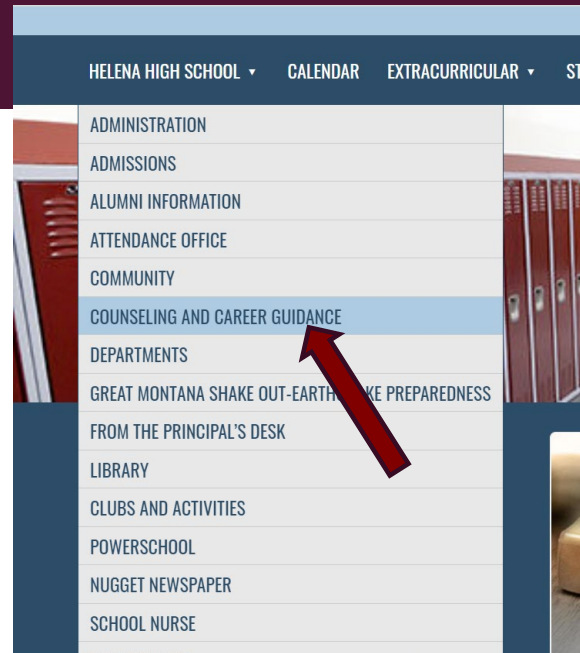 HELENA HIGH SCHOOL ▾ CALENDAR EXTRACURRICULAR ▾ ST
ADMINISTRATION
ADMISSIONS
ALUMNI INFORMATION
ATTENDANCE OFFICE
COMMUNITY
COUNSELING AND CAREER GUIDANCE
DEPARTMENTS
GREAT MONTANA SHAKE OUT-EARTH KE PREPAREDNESS
FROM THE PRINCIPAL'S DESK
LIBRARY
CLUBS AND ACTIVITIES
POWERSCHOOL
NUGGET NEWSPAPER
SCHOOL NURSE